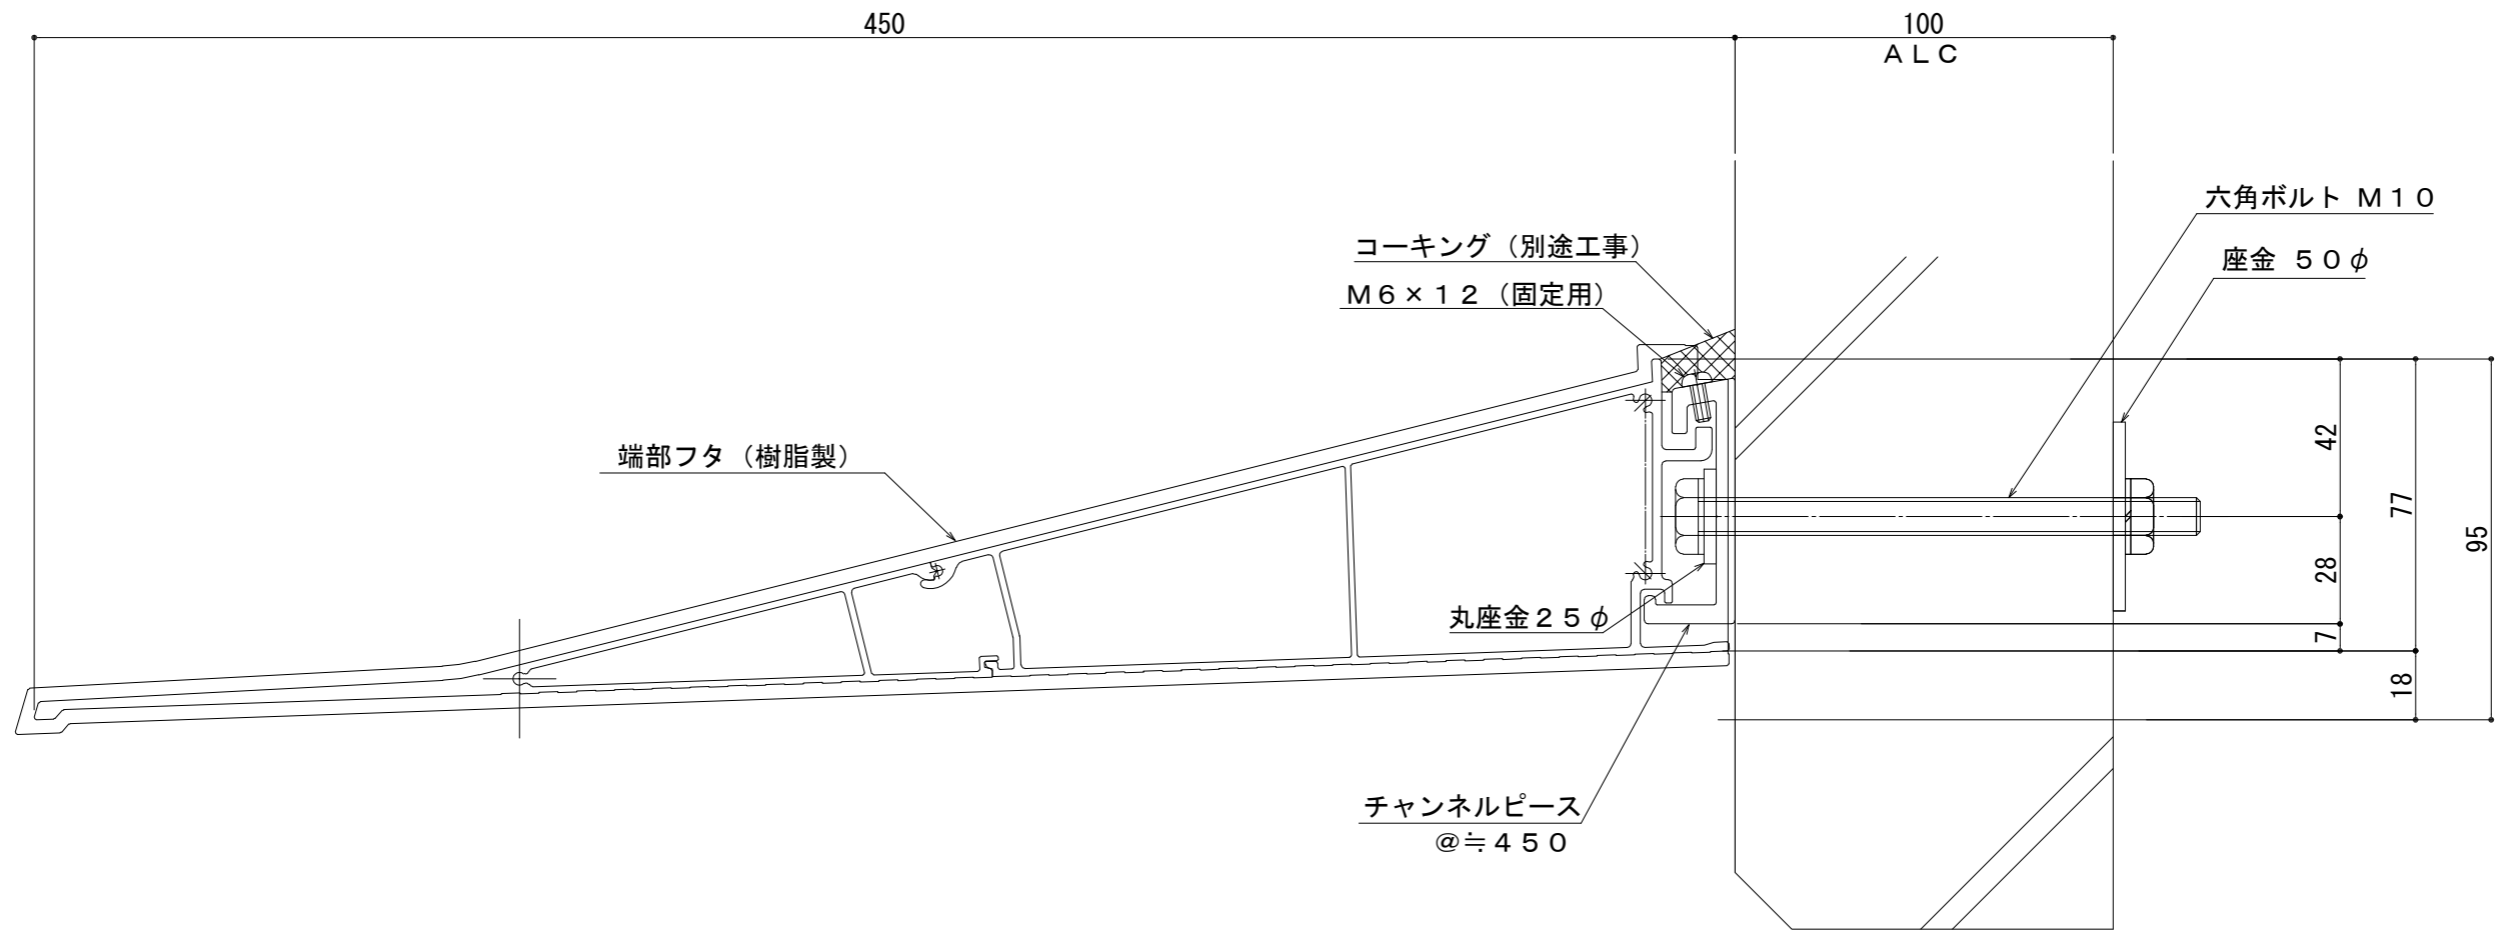 450
100
ＡＬＣ
六角ボルト Ｍ１０
コーキング（別途工事）
座金 ５０φ
Ｍ６×１２（固定用）
端部フタ（樹脂製）
42
77
95
28
丸座金２５φ
7
18
チャンネルピース
＠≒４５０